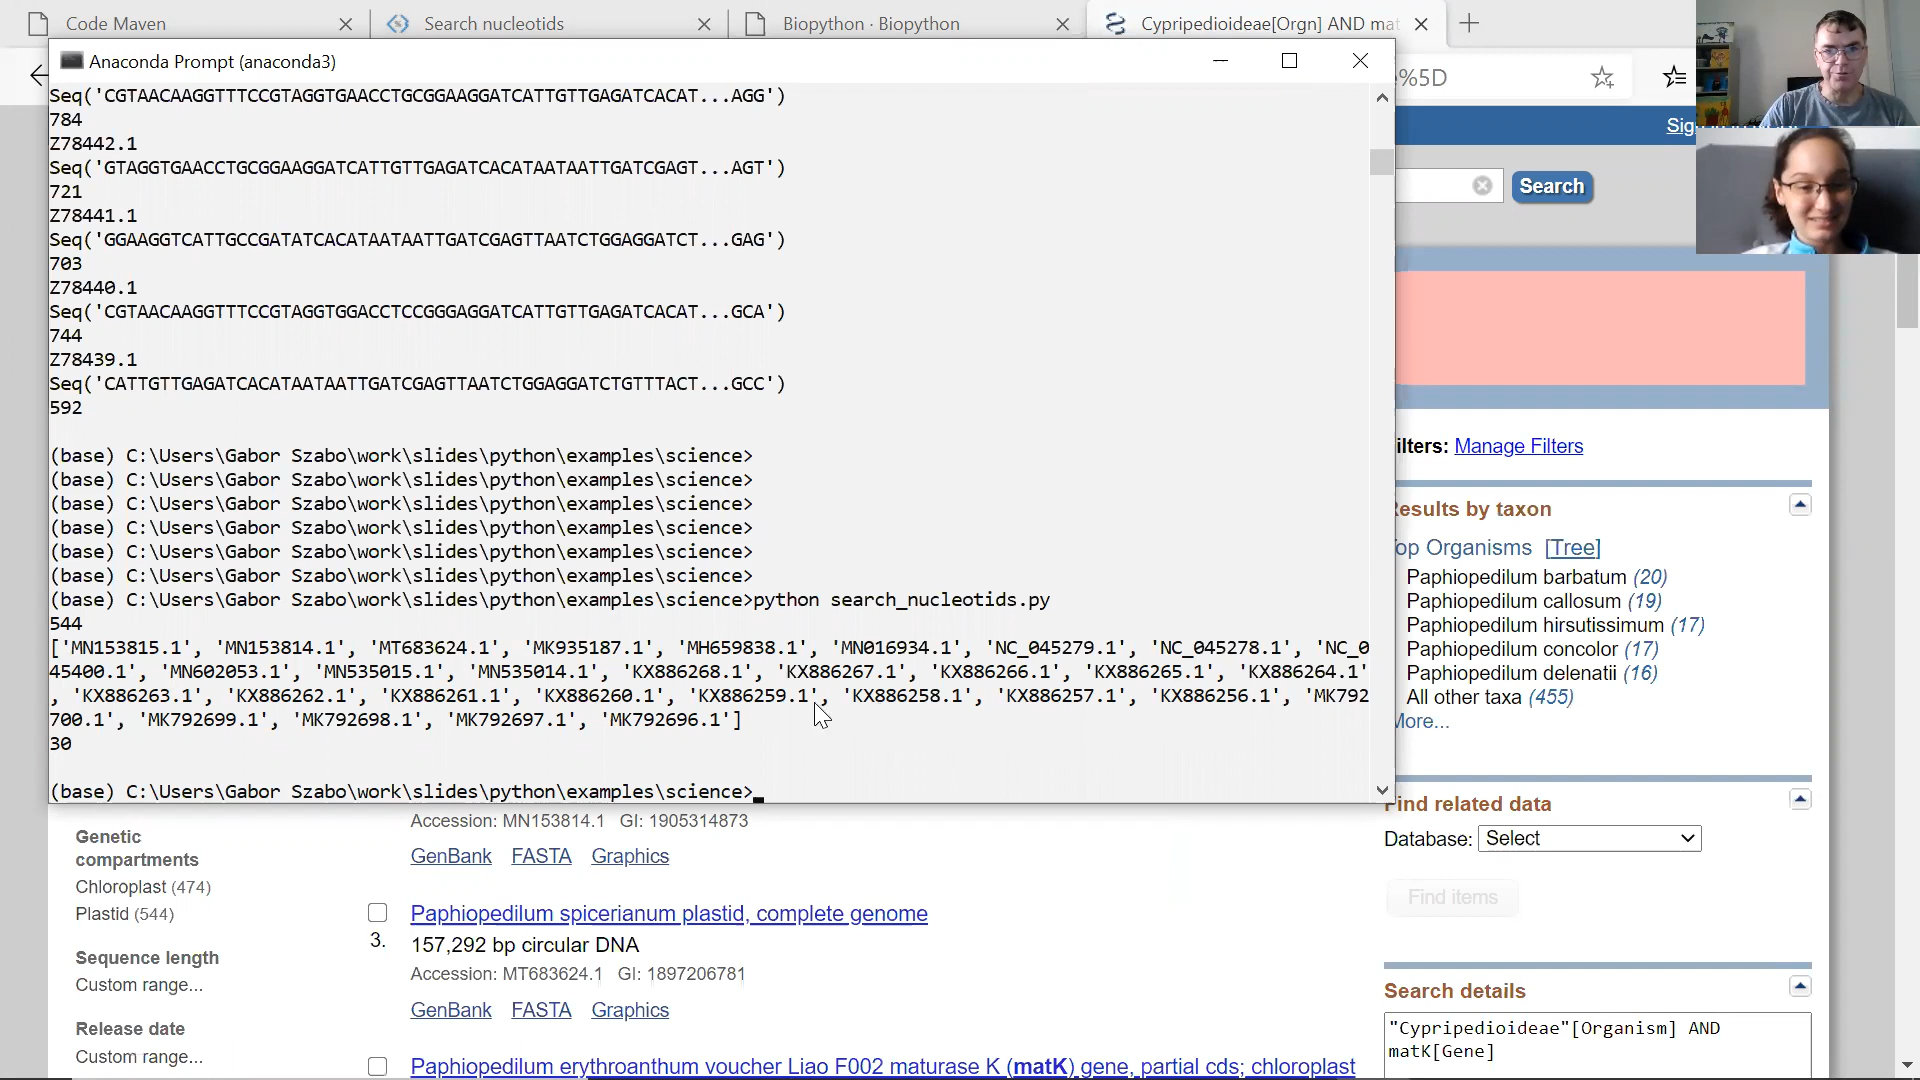 Code Maven
Search nucleotids
Biopython · Biopython
Cypripedioideae[Orgn] AND mat
Anaconda Prompt (anaconda3)
%5D
Seq('CGTAACAAGGTTTCCGTAGGTGAACCTGCGGAAGGATCATTGTTGAGATCACAT...AGG')
784
Z78442.1
Seq('GTAGGTGAACCTGCGGAAGGATCATTGTTGAGATCACATAATAATTGATCGAGT...AGT')
721
Z78441.1
Seq('GGAAGGTCATTGCCGATATCACATAATAATTGATCGAGTTAATCTGGAGGATCT...GAG')
703
Z78440.1
Seq('CGTAACAAGGTTTCCGTAGGTGGACCTCCGGGAGGATCATTGTTGAGATCACAT...GCA')
744
Z78439.1
Seq('CATTGTTGAGATCACATAATAATTGATCGAGTTAATCTGGAGGATCTGTTTACT...GCC')
592
(base) C:\Users\Gabor Szabo\work\slides\python\examples\science>
(base) C:\Users\Gabor Szabo\work\slides\python\examples\science>
(base) C:\Users\Gabor Szabo\work\slides\python\examples\science>
(base) C:\Users\Gabor Szabo\work\slides\python\examples\science>
(base) C:\Users\Gabor Szabo\work\slides\python\examples\science>
(base) C:\Users\Gabor Szabo\work\slides\python\examples\science>
(base) C:\Users\Gabor Szabo\work\slides\python\examples\science>python search_nucleotids.py
544
['MN153815.1', 'MN153814.1', 'MT683624.1', 'MK935187.1', 'MH659838.1', 'MN016934.1', 'NC_045279.1', 'NC_045278.1', 'NC_0
45400.1', 'MN602053.1', 'MN535015.1', 'MN535014.1', 'KX886268.1', 'KX886267.1', 'KX886266.1', 'KX886265.1', 'KX886264.1'
, 'KX886263.1', 'KX886262.1', 'KX886261.1', 'KX886260.1', 'KX886259.1', 'KX886258.1', 'KX886257.1', 'KX886256.1', 'MK792
700.1', 'MK792699.1', 'MK792698.1', 'MK792697.1', 'MK792696.1']
30
(base) C:\Users\Gabor Szabo\work\slides\python\examples\science>
Sig
Search
ilters: Manage Filters
Results by taxon
op Organisms [Tree]
Paphiopedilum barbatum (20)
Paphiopedilum callosum (19)
Paphiopedilum hirsutissimum (17)
Paphiopedilum concolor (17)
Paphiopedilum delenatii (16)
All other taxa (455)
More...
Find related data
Database: Select
Find items
Search details
"Cypripedioideae"[Organism] AND
matK[Gene]
Genetic
compartments
Chloroplast (474)
Plastid (544)
Sequence length
Custom range...
Release date
Custom range...
Accession: MN153814.1 GI: 1905314873
GenBank FASTA Graphics
Paphiopedilum spicerianum plastid, complete genome
3. 157,292 bp circular DNA
Accession: MT683624.1 GI: 1897206781
GenBank FASTA Graphics
Paphiopedilum erythroanthum voucher Liao F002 maturase K (matK) gene, partial cds; chloroplast